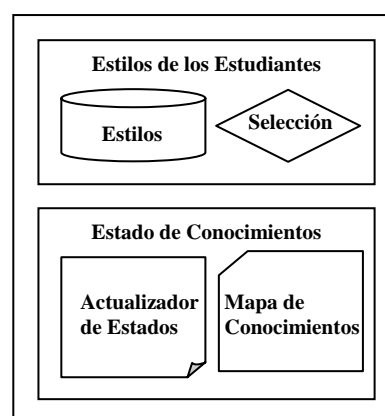 Estilos de los Estudiantes
Estilos
Selección
Estado de Conocimientos
Actualizador
de Estados
Mapa de
Conocimientos